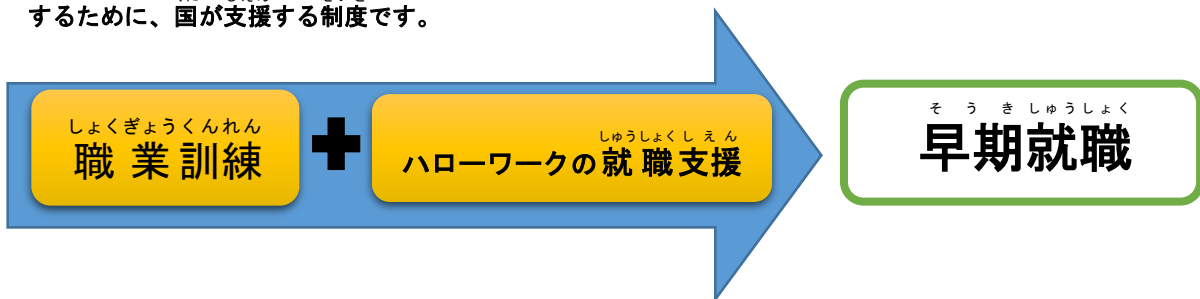 するために、国が支援する制度です。
しょくぎょうくんれん
職業訓練
しゅうしょくしえん
ハローワークの就職支援
そうきしゅうしょく
早期就職